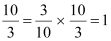 10/3 = 3/10 × 10/3 = 1